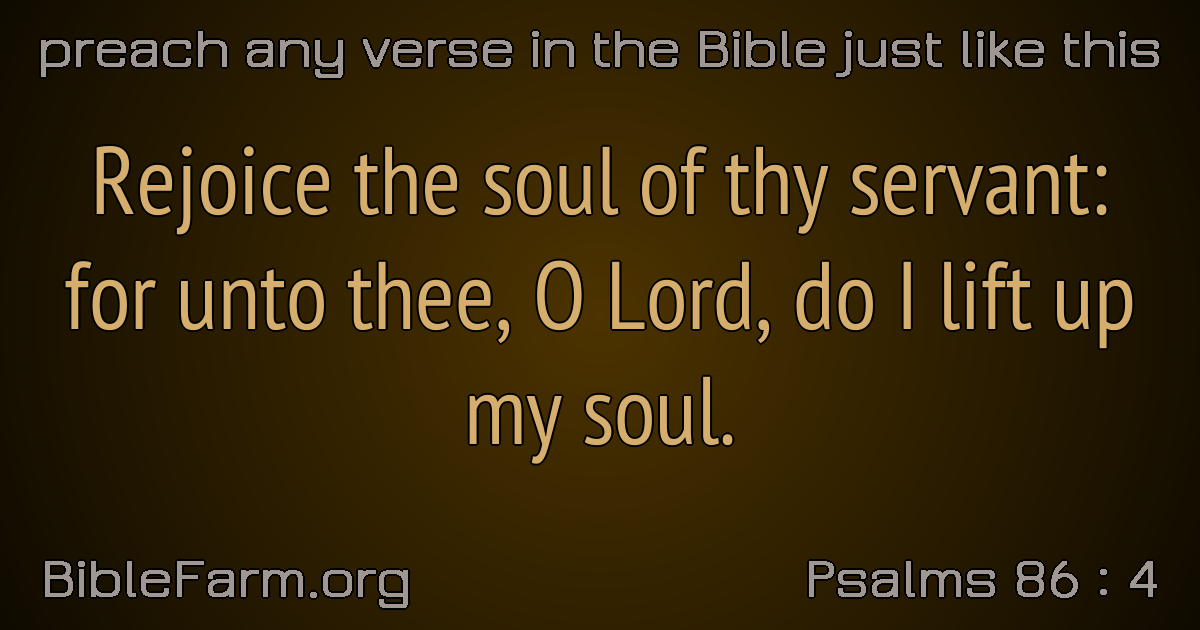 preach any verse in the Bible just like this
Rejoice the soul of thy servant:
for unto thee, O Lord, do I lift up
my soul.
BibleFarm.org
Psalms 86 : 4